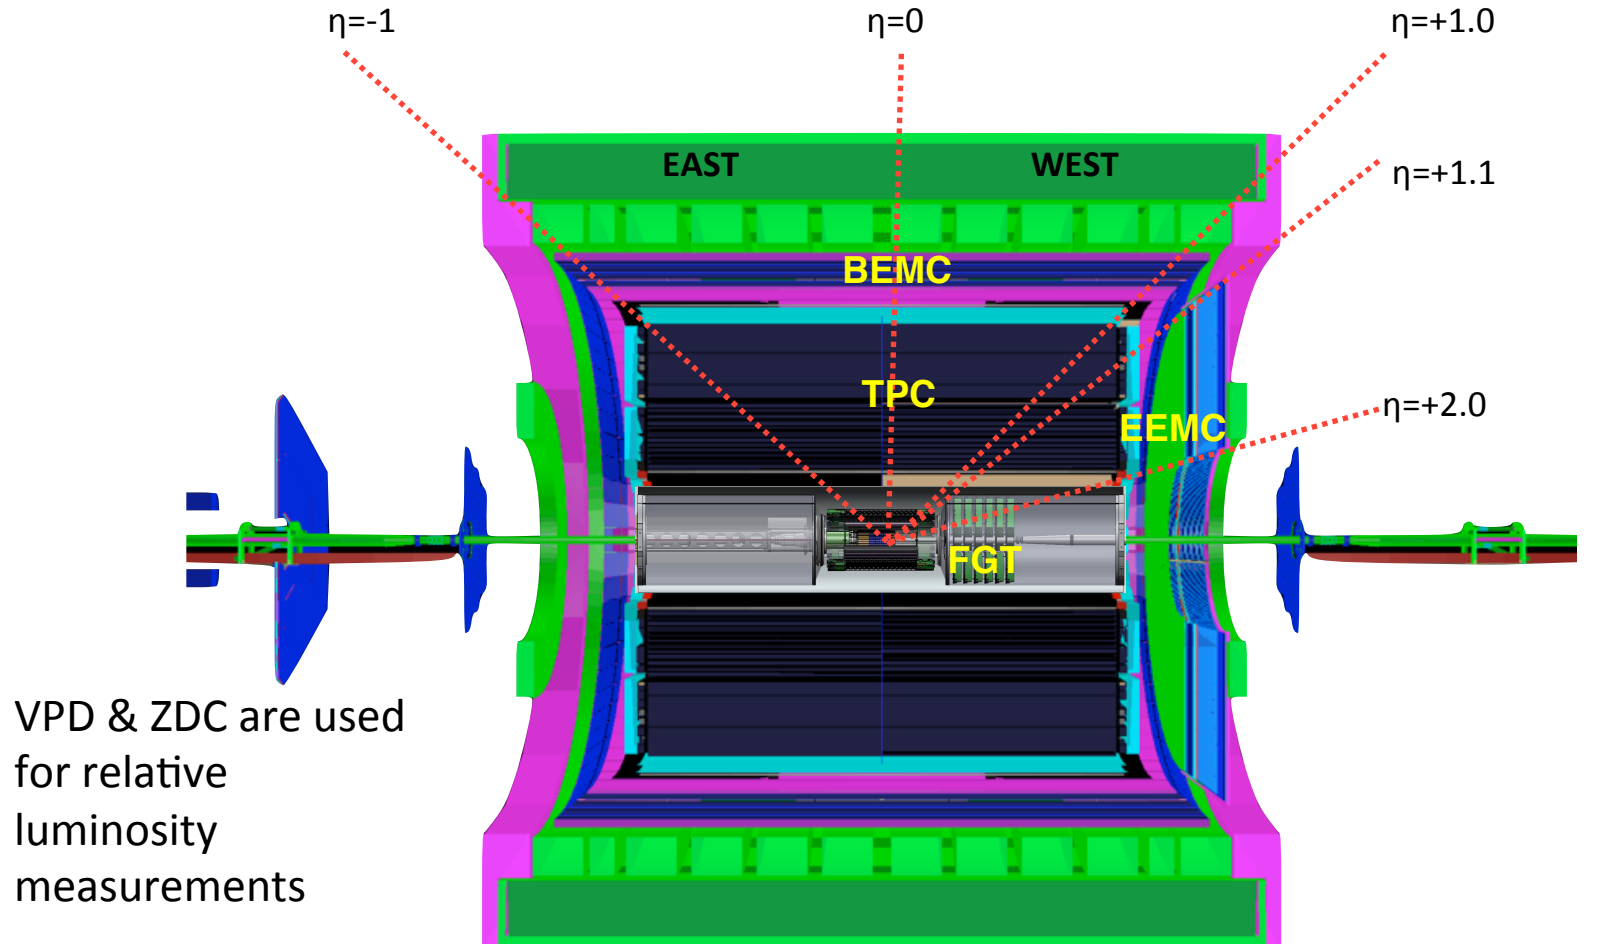 η=-1
η=0
η=+1.0
EAST
WEST
η=+1.1
BEMC
TPC
η=+2.0
EEMC
FGT
VPD & ZDC are used
for relative
luminosity
measurements